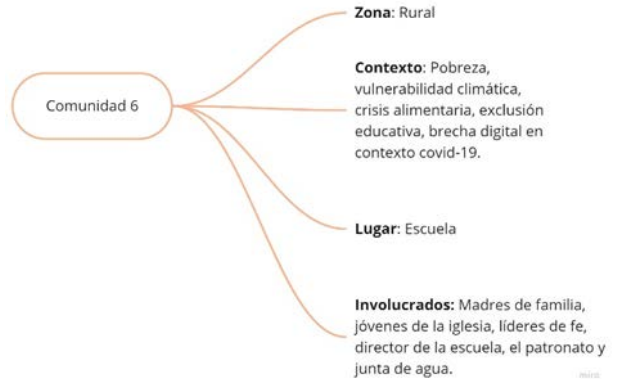 Zona: Rural
Contexto: Pobreza,
vulnerabilidad climática,
crisis alimentaria, exclusión
educativa, brecha digital en
contexto covid-19.
Comunidad 6
Lugar: Escuela
Involucrados: Madres de familia,
jóvenes de la iglesia, líderes de fe,
director de la escuela, el patronato y
junta de agua.
miro